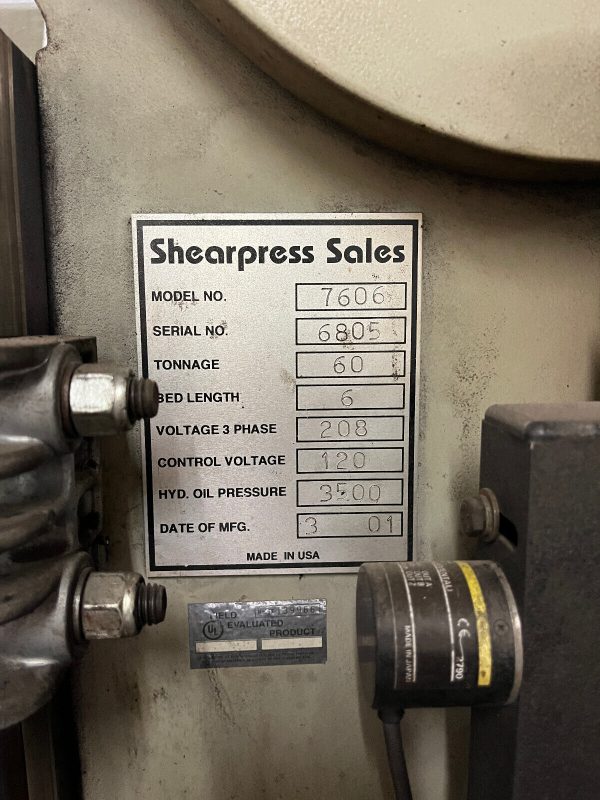 Shearpress Sales
MODEL NO. 7606
SERIAL NO. 6805
TONNAGE 60
BED LENGTH 6
VOLTAGE 3 PHASE 208
CONTROL VOLTAGE 120
HYD. OIL PRESSURE 3500
DATE OF MFG. 3 01
MADE IN USA
FIELD
UL EVALUATED
PRODUCT
CE 2790
MADE IN JAPAN